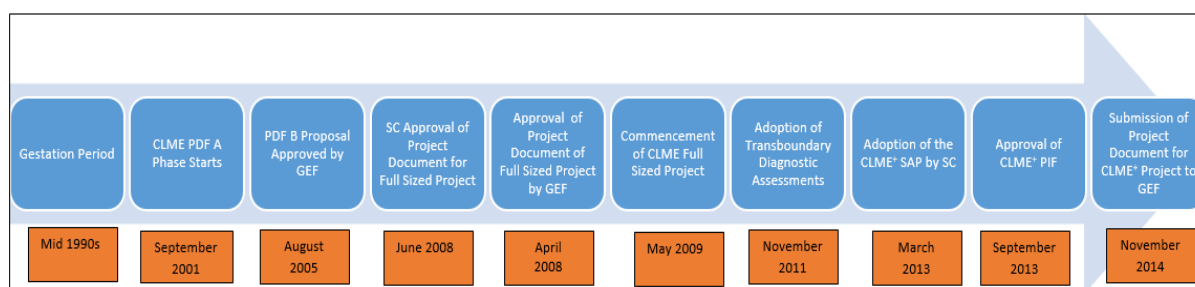 Gestation Period
CLME PDF A
Phase Starts
PDF B Proposal
Approved by
GEF
SC Approval of
Project
Document for
Full Sized Project
Approval of
Project
Document of
Full Sized Project
by GEF
Commencement
of CLME Full
Sized Project
Adoption of
Transboundary
Diagnostic
Assessments
Adoption of the
CLME⁺ SAP by SC
Approval of
CLME⁺ PIF
Submission of
Project
Document for
CLME⁺ Project to
GEF
Mid 1990s
September
2001
August
2005
June 2008
April
2008
May 2009
November
2011
March
2013
September
2013
November
2014